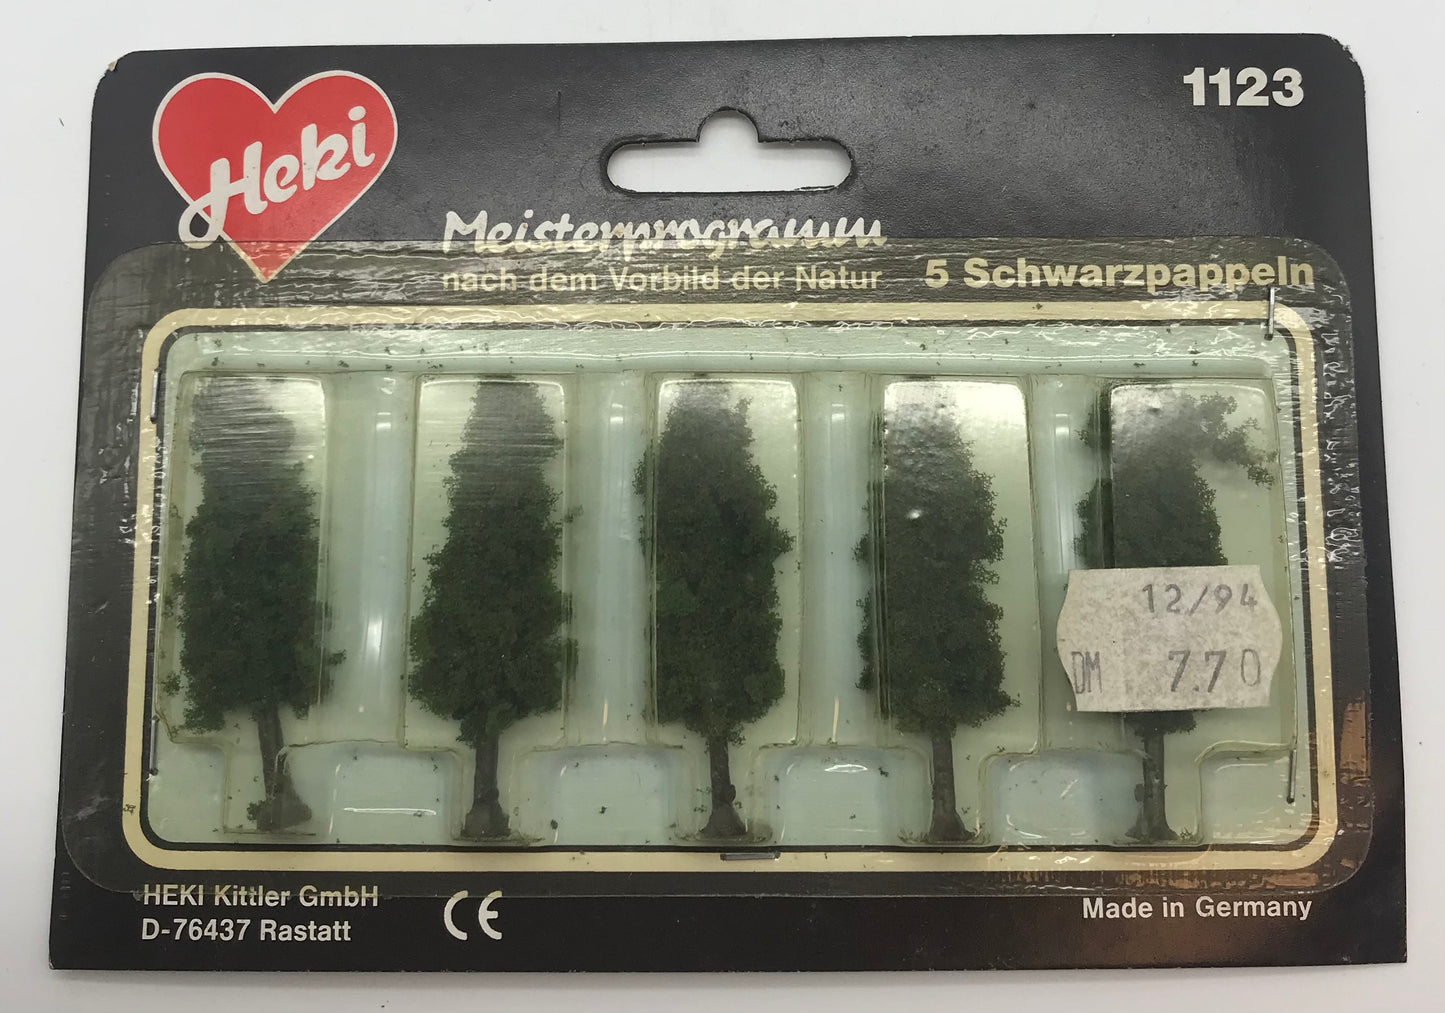 Heki
1123
Meisterprogramm
nach dem Vorbild der Natur
5 Schwarzpappeln
12/94
DM 7.70
HEKI Kittler GmbH
D-76437 Rastatt
CE
Made in Germany